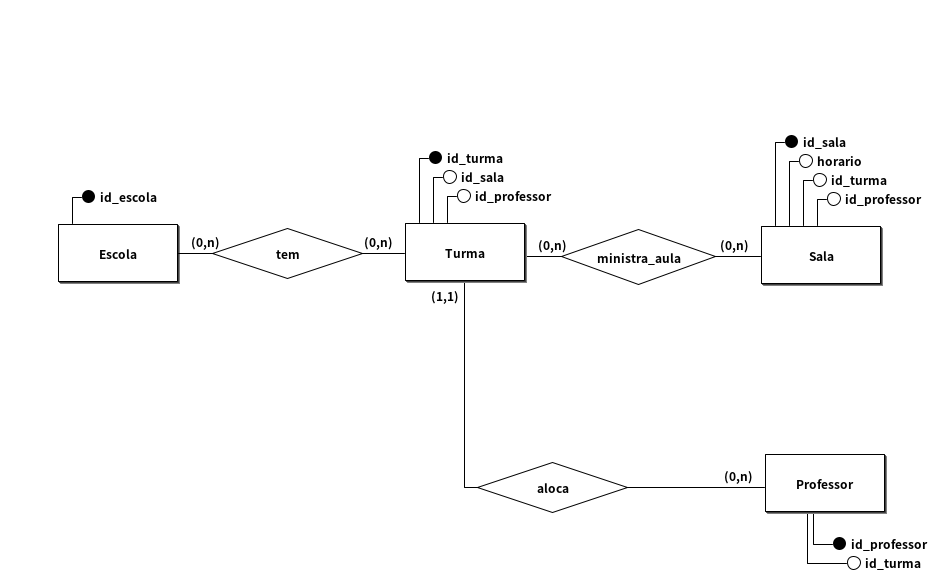 id_sala
horario
id_turma
id_professor
id_turma
id_sala
id_professor
id_escola
Escola
(0,n)
tem
(0,n)
Turma
(0,n)
ministra_aula
(0,n)
Sala
(1,1)
aloca
(0,n)
Professor
id_professor
id_turma